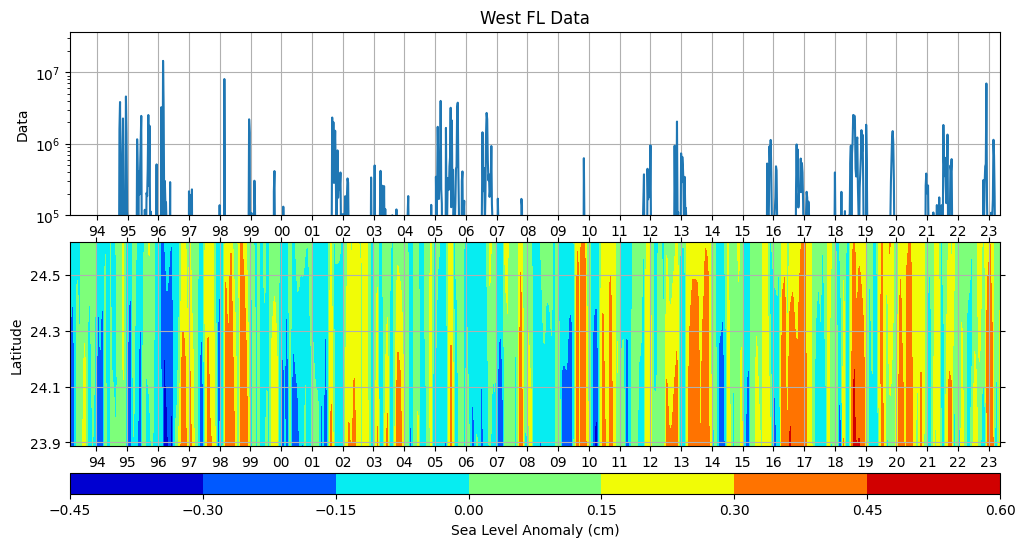 West FL Data
Data
10^7
10^6
10^5
94 95 96 97 98 99 00 01 02 03 04 05 06 07 08 09 10 11 12 13 14 15 16 17 18 19 20 21 22 23
Latitude
24.5
24.3
24.1
23.9
94 95 96 97 98 99 00 01 02 03 04 05 06 07 08 09 10 11 12 13 14 15 16 17 18 19 20 21 22 23
−0.45 −0.30 −0.15 0.00 0.15 0.30 0.45 0.60
Sea Level Anomaly (cm)